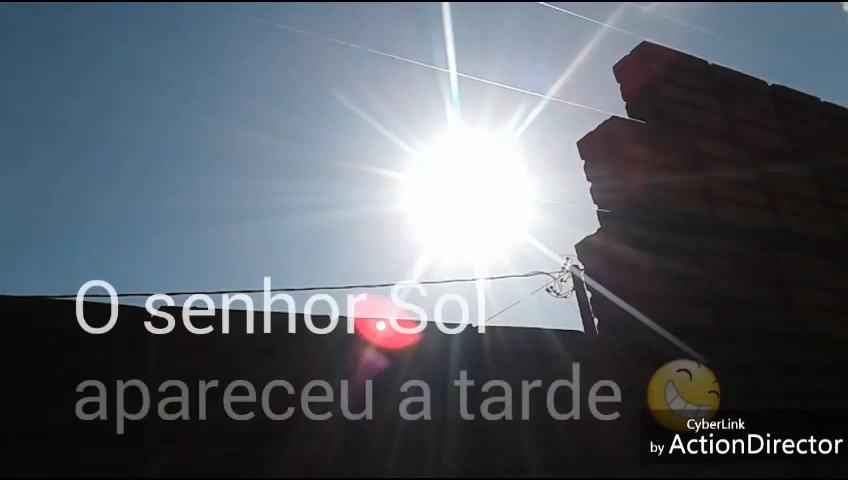 O senhor Sol
apareceu a tarde
CyberLink
by ActionDirector